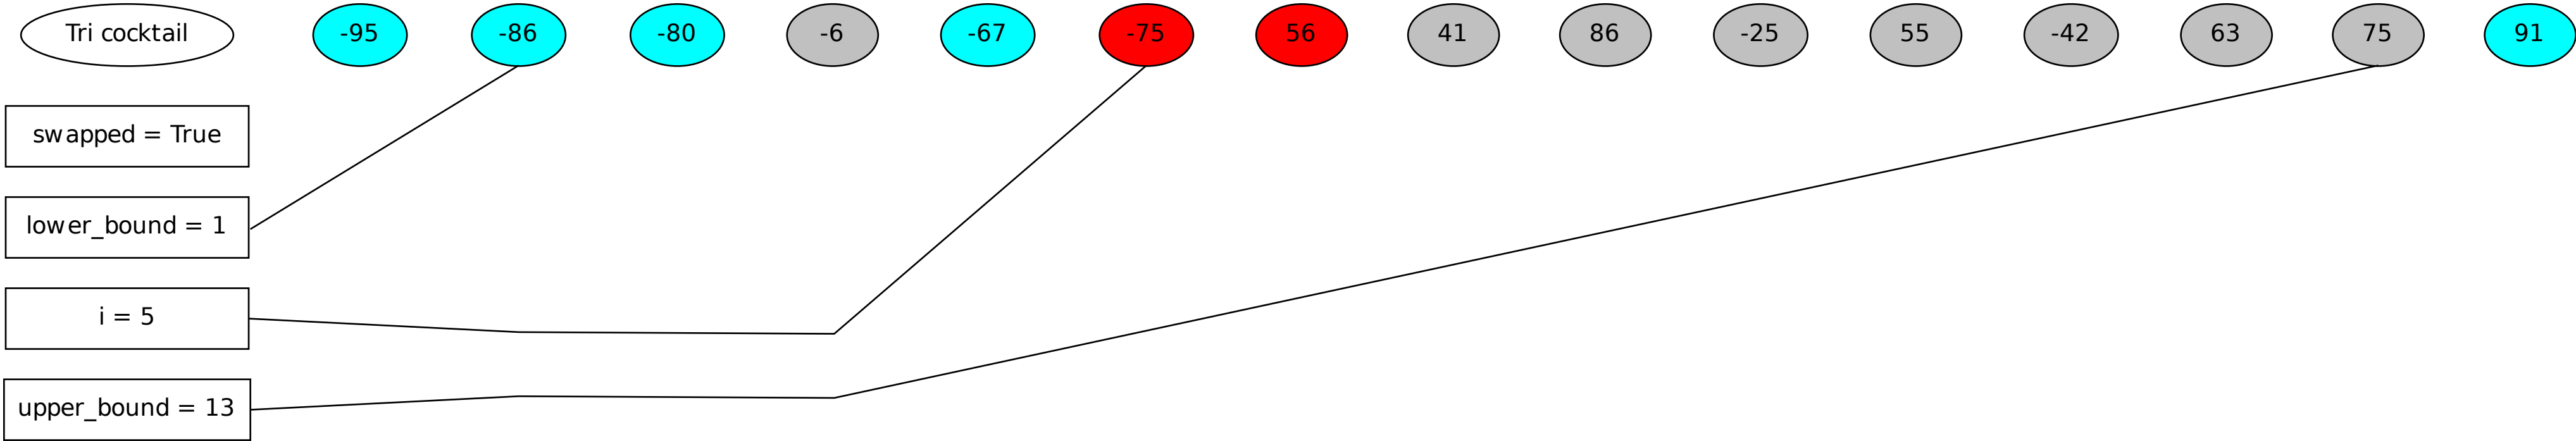 Tri cocktail -95 -86 -80 -6 -67 -75 56 41 86 -25 55 -42 63 75 91
swapped = True
lower_bound = 1
i = 5
upper_bound = 13